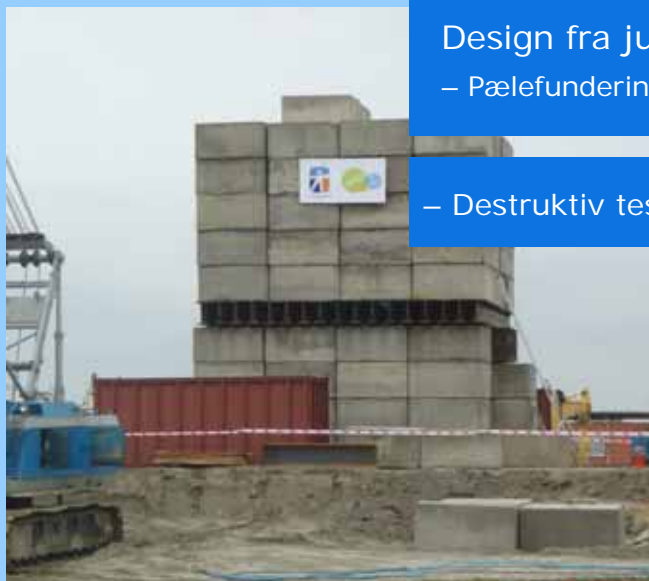 Design fra ju
– Pælefunderin
– Destruktiv tes